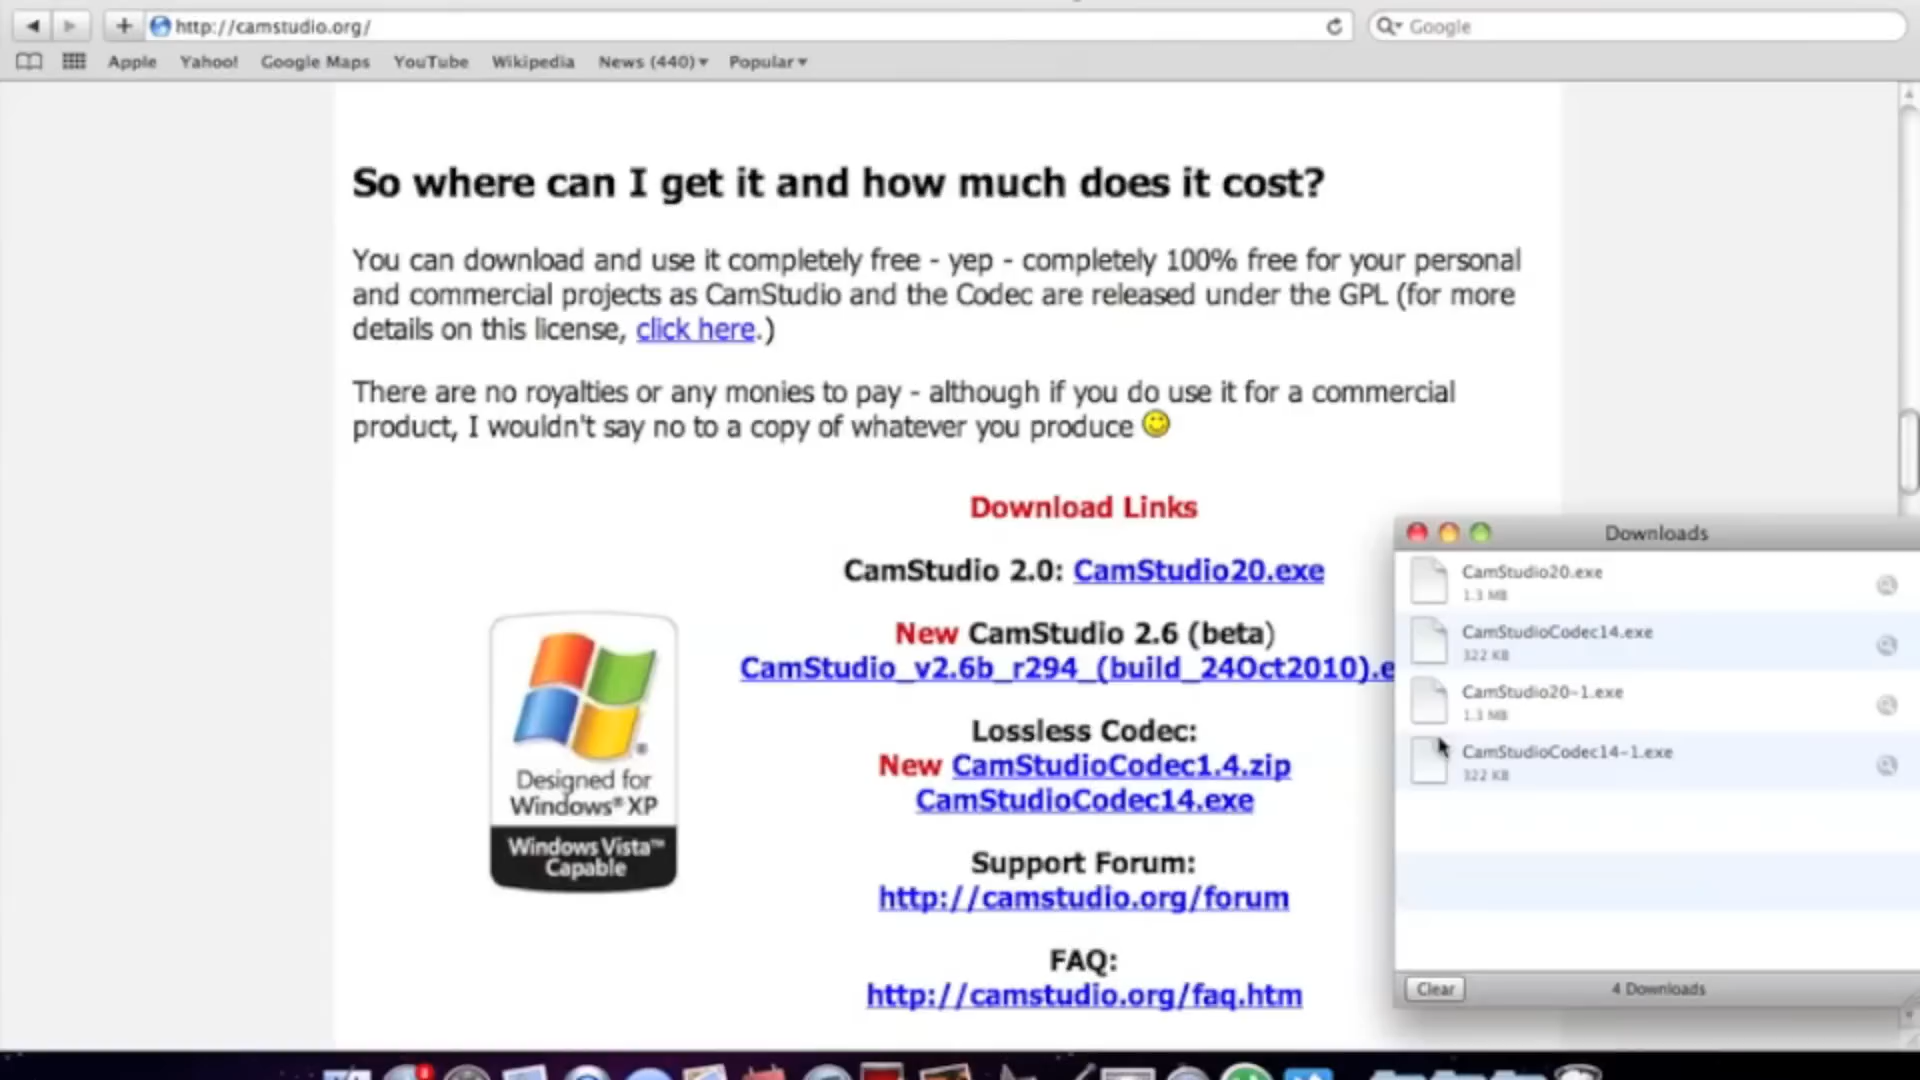 http://camstudio.org/
Google
Apple Yahoo! Google Maps YouTube Wikipedia News (440) Popular
So where can I get it and how much does it cost?
You can download and use it completely free - yep - completely 100% free for your personal
and commercial projects as CamStudio and the Codec are released under the GPL (for more
details on this license, click here.)
There are no royalties or any monies to pay - although if you do use it for a commercial
product, I wouldn't say no to a copy of whatever you produce
Download Links
CamStudio 2.0: CamStudio20.exe
New CamStudio 2.6 (beta)
CamStudio_v2.6b_r294_(build_24Oct2010).e
Lossless Codec:
New CamStudioCodec1.4.zip
CamStudioCodec14.exe
Support Forum:
http://camstudio.org/forum
FAQ:
http://camstudio.org/faq.htm
Designed for
Windows® XP
Windows Vista™
Capable
Downloads
CamStudio20.exe
1.3 MB
CamStudioCodec14.exe
322 KB
CamStudio20-1.exe
1.3 MB
CamStudioCodec14-1.exe
322 KB
Clear
4 Downloads
8